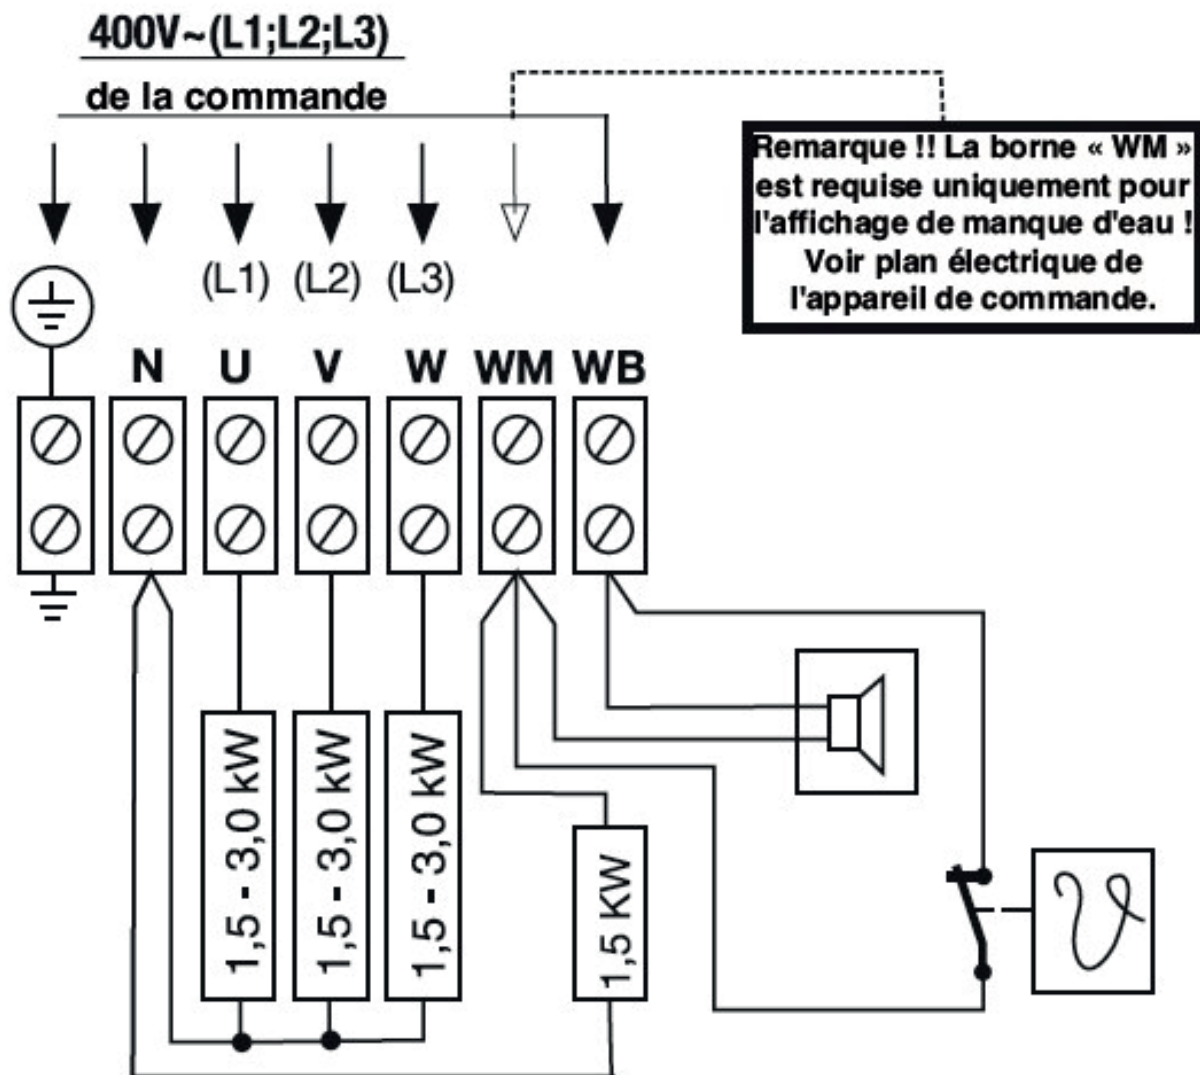 400V~(L1;L2;L3)
de la commande
Remarque !! La borne « WM »
est requise uniquement pour
l'affichage de manque d'eau !
Voir plan électrique de
l'appareil de commande.
(L1) (L2) (L3)
N U V W WM WB
1,5 - 3,0 kW
1,5 - 3,0 kW
1,5 - 3,0 kW
1,5 KW
ϑ